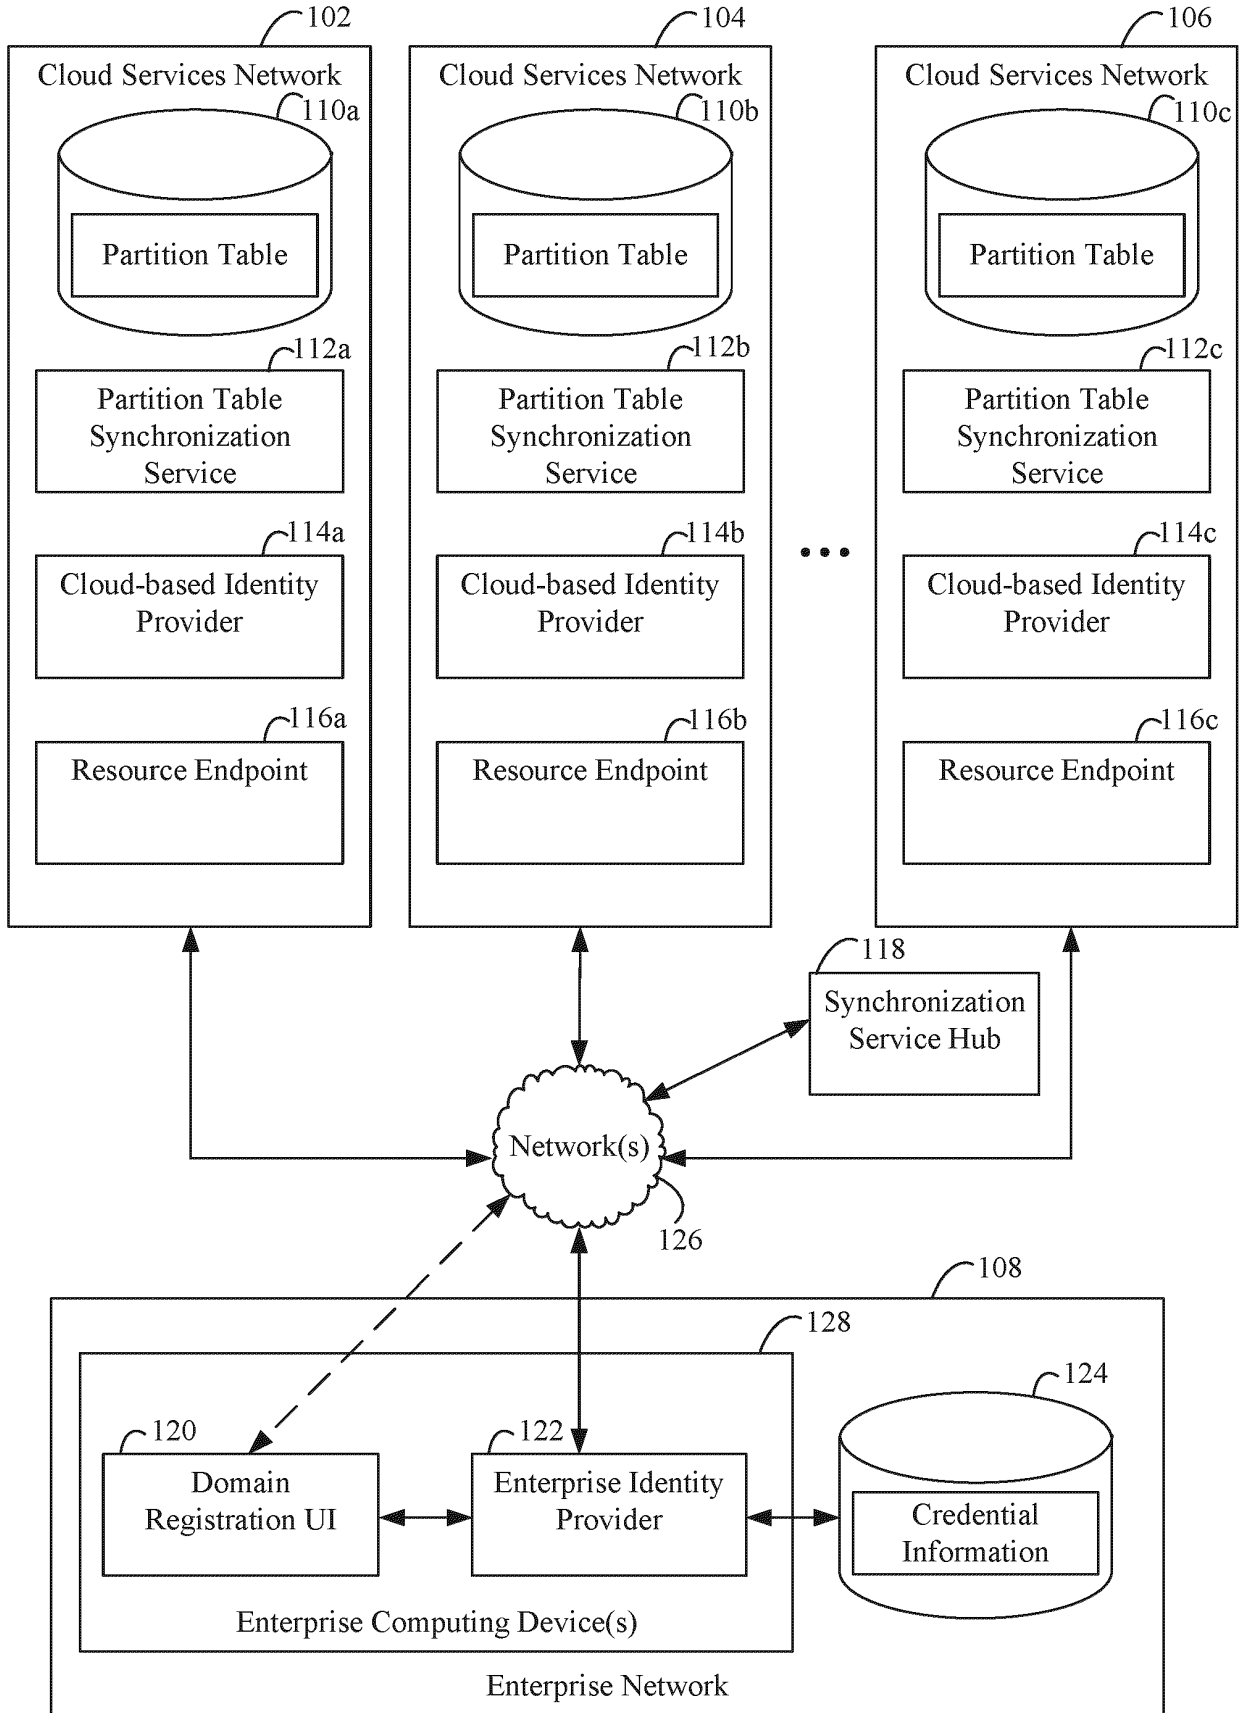 102
Cloud Services Network
110a
Partition Table
112a
Partition Table
Synchronization
Service
114a
Cloud-based Identity
Provider
116a
Resource Endpoint
104
Cloud Services Network
110b
Partition Table
112b
Partition Table
Synchronization
Service
114b
Cloud-based Identity
Provider
116b
Resource Endpoint
106
Cloud Services Network
110c
Partition Table
112c
Partition Table
Synchronization
Service
114c
Cloud-based Identity
Provider
116c
Resource Endpoint
118
Synchronization
Service Hub
Network(s)
126
108
128
120
Domain
Registration UI
122
Enterprise Identity
Provider
124
Credential
Information
Enterprise Computing Device(s)
Enterprise Network